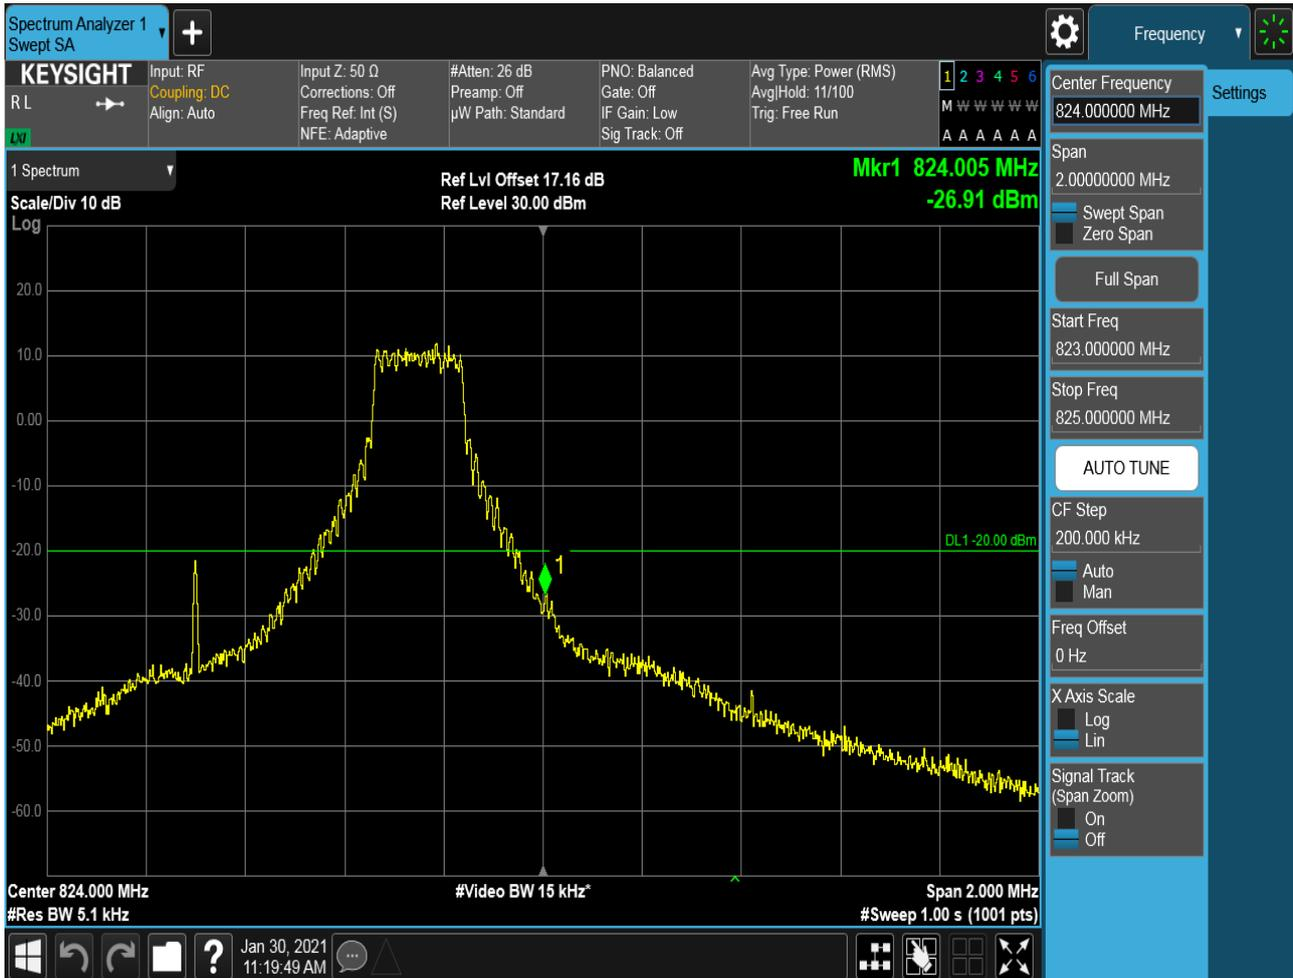 Spectrum Analyzer 1
Swept SA
Frequency
KEYSIGHT
R L
LXI
Input: RF
Coupling: DC
Align: Auto
Input Z: 50 Ω
Corrections: Off
Freq Ref: Int (S)
NFE: Adaptive
#Atten: 26 dB
Preamp: Off
µW Path: Standard
PNO: Balanced
Gate: Off
IF Gain: Low
Sig Track: Off
Avg Type: Power (RMS)
Avg|Hold: 11/100
Trig: Free Run
1 2 3 4 5 6
M W W W W W
A A A A A A
1 Spectrum
Scale/Div 10 dB
Log
Ref Lvl Offset 17.16 dB
Ref Level 30.00 dBm
Mkr1 824.005 MHz
-26.91 dBm
20.0
10.0
0.00
-10.0
-20.0
-30.0
-40.0
-50.0
-60.0
DL1 -20.00 dBm
1
Center 824.000 MHz
#Res BW 5.1 kHz
#Video BW 15 kHz*
Span 2.000 MHz
#Sweep 1.00 s (1001 pts)
Center Frequency
824.000000 MHz
Settings
Span
2.00000000 MHz
Swept Span
Zero Span
Full Span
Start Freq
823.000000 MHz
Stop Freq
825.000000 MHz
AUTO TUNE
CF Step
200.000 kHz
Auto
Man
Freq Offset
0 Hz
X Axis Scale
Log
Lin
Signal Track
(Span Zoom)
On
Off
?
Jan 30, 2021
11:19:49 AM